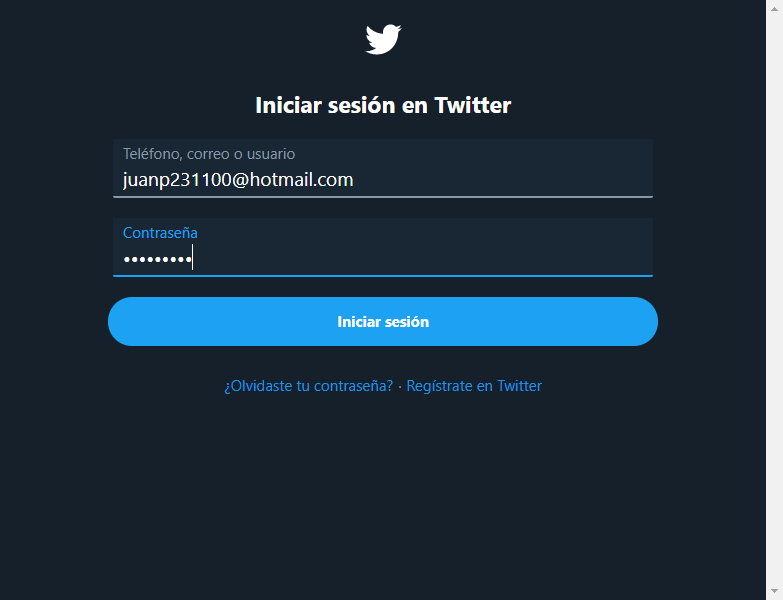 Iniciar sesión en Twitter
Teléfono, correo o usuario
juanp231100@hotmail.com
Contraseña
•••••••••
Iniciar sesión
¿Olvidaste tu contraseña? · Regístrate en Twitter